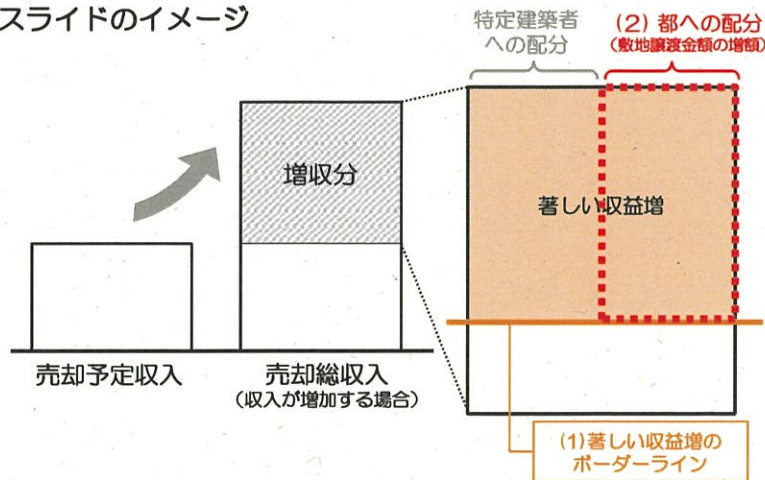 スライドのイメージ
特定建築者
への配分
(2) 都への配分
(敷地譲渡金額の増額)
増収分
著しい収益増
売却予定収入
売却総収入
(収入が増加する場合)
(1)著しい収益増の
ボーダーライン